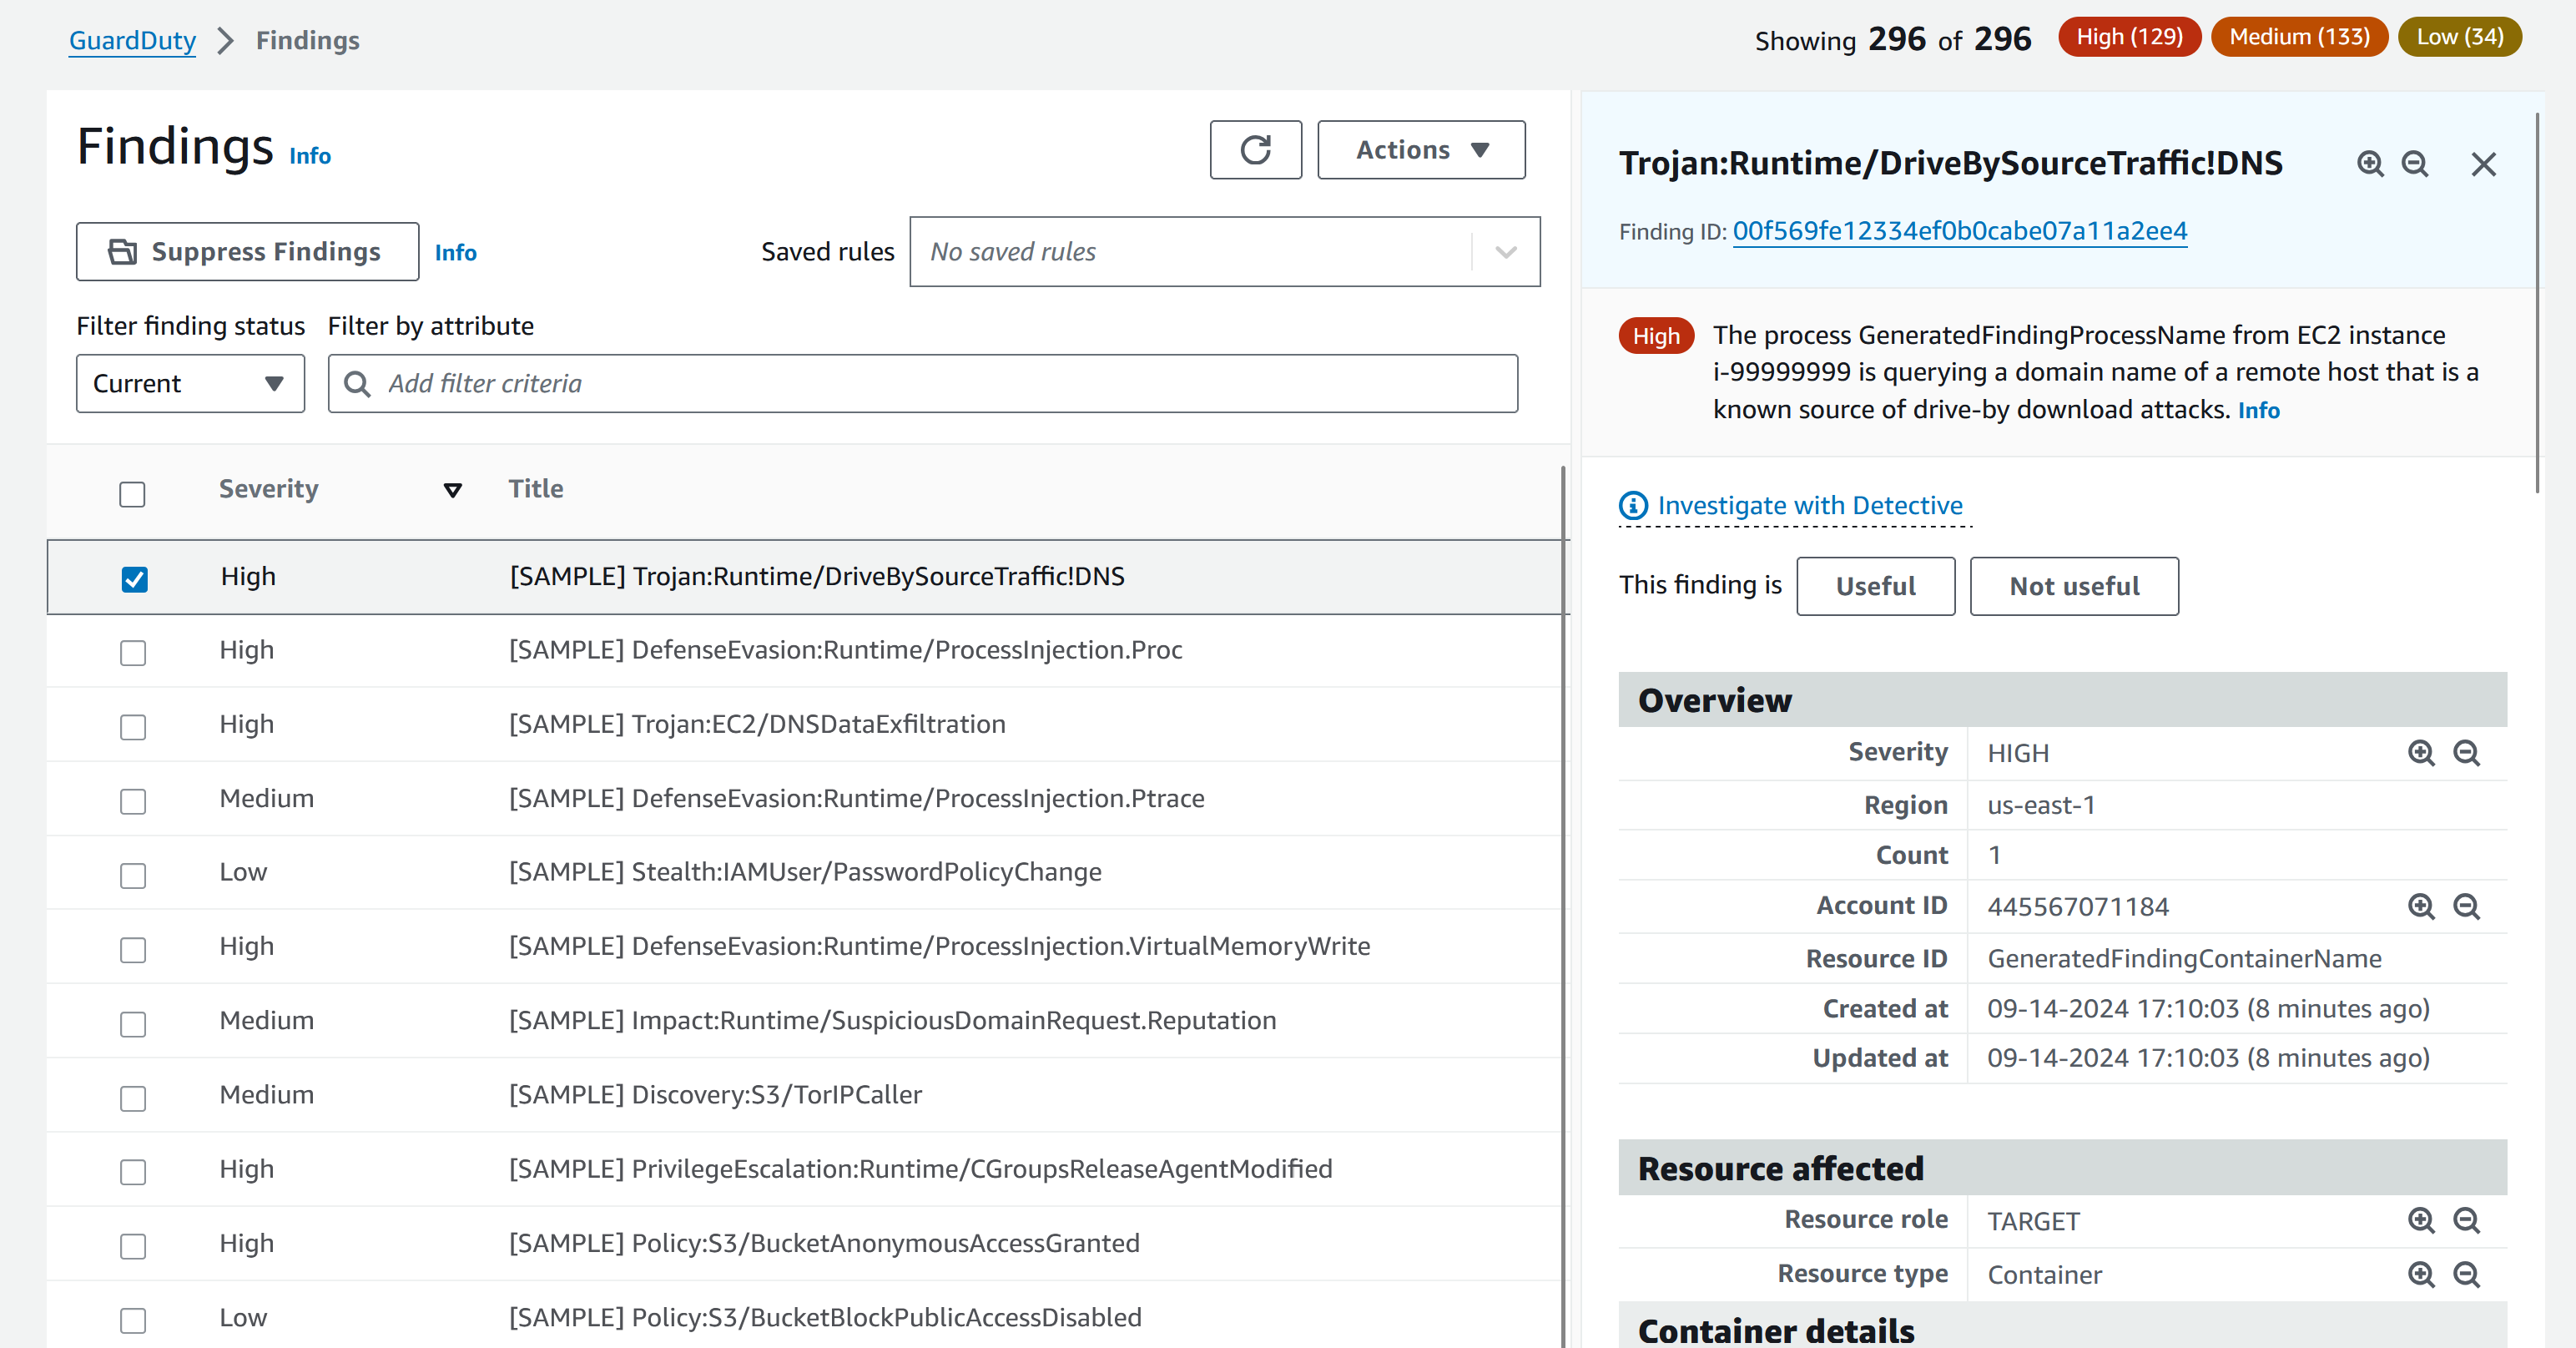 GuardDuty > Findings
Showing 296 of 296 High (129) Medium (133) Low (34)
Findings Info
Actions
Suppress Findings Info
Saved rules No saved rules
Filter finding status Filter by attribute
Current Add filter criteria
Severity Title
High [SAMPLE] Trojan:Runtime/DriveBySourceTraffic!DNS
High [SAMPLE] DefenseEvasion:Runtime/ProcessInjection.Proc
High [SAMPLE] Trojan:EC2/DNSDataExfiltration
Medium [SAMPLE] DefenseEvasion:Runtime/ProcessInjection.Ptrace
Low [SAMPLE] Stealth:IAMUser/PasswordPolicyChange
High [SAMPLE] DefenseEvasion:Runtime/ProcessInjection.VirtualMemoryWrite
Medium [SAMPLE] Impact:Runtime/SuspiciousDomainRequest.Reputation
Medium [SAMPLE] Discovery:S3/TorIPCaller
High [SAMPLE] PrivilegeEscalation:Runtime/CGroupsReleaseAgentModified
High [SAMPLE] Policy:S3/BucketAnonymousAccessGranted
Low [SAMPLE] Policy:S3/BucketBlockPublicAccessDisabled
Trojan:Runtime/DriveBySourceTraffic!DNS
Finding ID: 00f569fe12334ef0b0cabe07a11a2ee4
High The process GeneratedFindingProcessName from EC2 instance
i-99999999 is querying a domain name of a remote host that is a
known source of drive-by download attacks. Info
Investigate with Detective
This finding is Useful Not useful
Overview
Severity HIGH
Region us-east-1
Count 1
Account ID 445567071184
Resource ID GeneratedFindingContainerName
Created at 09-14-2024 17:10:03 (8 minutes ago)
Updated at 09-14-2024 17:10:03 (8 minutes ago)
Resource affected
Resource role TARGET
Resource type Container
Container details